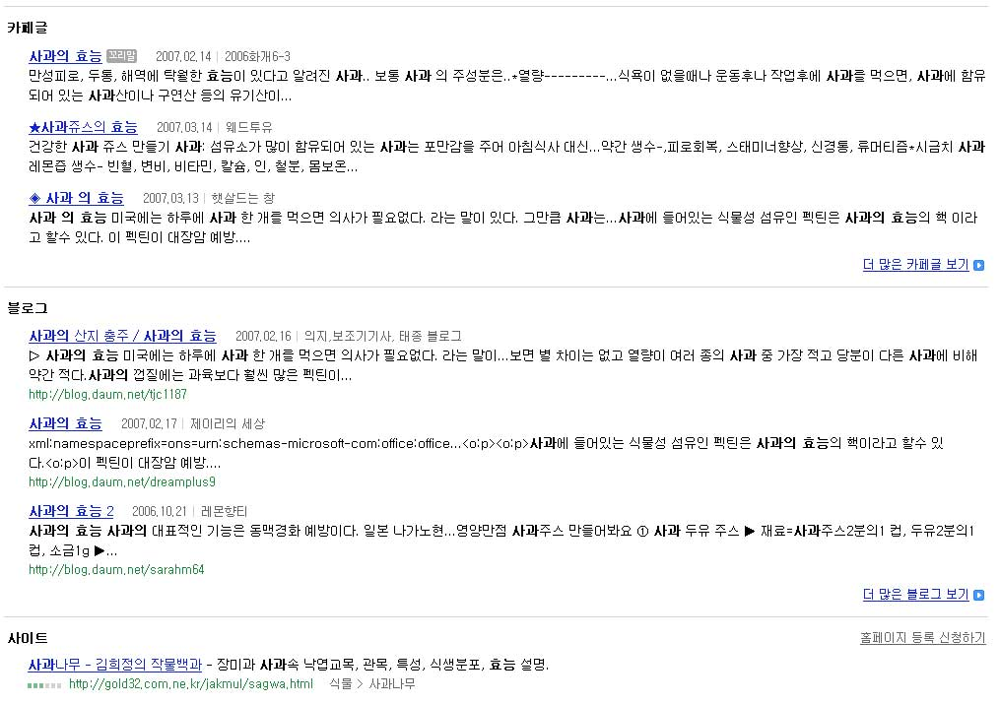 카페글
사과의 효능 꼬리말 2007.02.14 | 2006화개6-3
만성피로, 두통, 해역에 탁월한 효능이 있다고 알려진 사과.. 보통 사과 의 주성분은..*열량---------...식욕이 없을때나 운동후나 작업후에 사과를 먹으면, 사과에 함유
되어 있는 사과산이나 구연산 등의 유기산이...
★사과쥬스의 효능 2007.03.14 | 웨드투유
건강한 사과 쥬스 만들기 사과: 섬유소가 많이 함유되어 있는 사과는 포만감을 주어 아침식사 대신...약간 생수-,피로회복, 스태미너향상, 신경통, 류머티즘*시금치 사과
레몬즙 생수- 빈혈, 변비, 비타민, 칼슘, 인, 철분, 몸보온...
◈ 사과 의 효능 2007.03.13 | 햇살드는 창
사과 의 효능 미국에는 하루에 사과 한 개를 먹으면 의사가 필요없다. 라는 말이 있다. 그만큼 사과는...사과에 들어있는 식물성 섬유인 펙틴은 사과의 효능의 핵 이라
고 할수 있다. 이 펙틴이 대장암 예방....
더 많은 카페글 보기
블로그
사과의 산지 충주 / 사과의 효능 2007.02.16 | 의지,보조기기사, 태종 블로그
▷ 사과의 효능 미국에는 하루에 사과 한 개를 먹으면 의사가 필요없다. 라는 말이...보면 별 차이는 없고 열량이 여러 종의 사과 중 가장 적고 당분이 다른 사과에 비해
약간 적다.사과의 껍질에는 과육보다 훨씬 많은 펙틴이...
http://blog.daum.net/tjc1187
사과의 효능 2007.02.17 | 제이리의 세상
xml:namespaceprefix=ons=urn:schemas-microsoft-com:office:office...<o:p><o:p>사과에 들어있는 식물성 섬유인 펙틴은 사과의 효능의 핵이라고 할수 있
다.<o:p>이 펙틴이 대장암 예방....
http://blog.daum.net/dreamplus9
사과의 효능 2 2006.10.21 | 레몬향티
사과의 효능 사과의 대표적인 기능은 동맥경화 예방이다. 일본 나가노현...영양만점 사과주스 만들어봐요 ① 사과 두유 주스 ▶ 재료=사과주스2분의1 컵, 두유2분의1
컵, 소금1g ▶...
http://blog.daum.net/sarahm64
더 많은 블로그 보기
사이트 홈페이지 등록 신청하기
사과나무 - 김희정의 작물백과 - 장미과 사과속 낙엽교목, 관목, 특성, 식생분포, 효능 설명.
http://gold32.com.ne.kr/jakmul/sagwa.html 식물 > 사과나무